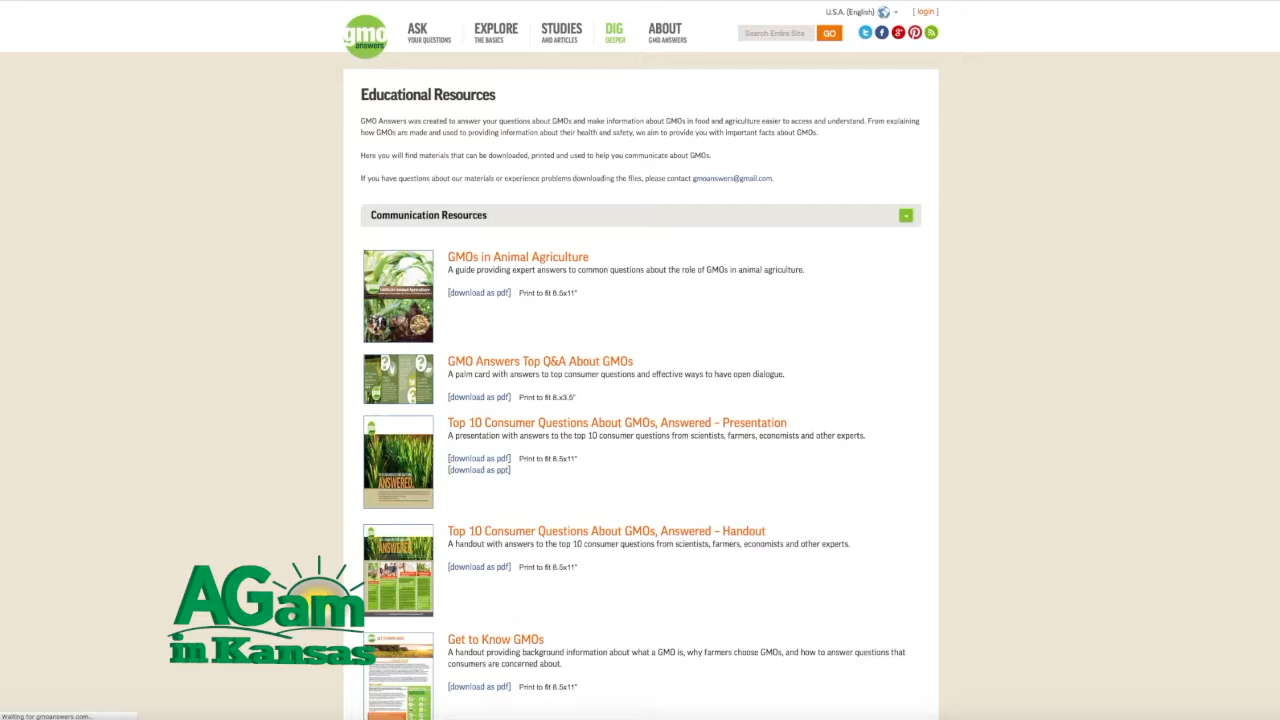 U.S.A. (English)
[ login ]
gmo
answers
ASK
YOUR QUESTIONS
EXPLORE
THE BASICS
STUDIES
AND ARTICLES
DIG
DEEPER
ABOUT
GMO ANSWERS
Search Entire Site
GO
Educational Resources
GMO Answers was created to answer your questions about GMOs and make information about GMOs in food and agriculture easier to access and understand. From explaining
how GMOs are made and used to providing information about their health and safety, we aim to provide you with important facts about GMOs.
Here you will find materials that can be downloaded, printed and used to help you communicate about GMOs.
If you have questions about our materials or experience problems downloading the files, please contact gmoanswers@gmail.com.
Communication Resources
GMOs in Animal Agriculture
A guide providing expert answers to common questions about the role of GMOs in animal agriculture.
[download as pdf] Print to fit 8.5x11"
GMO Answers Top Q&A About GMOs
A palm card with answers to top consumer questions and effective ways to have open dialogue.
[download as pdf] Print to fit 8.x3.5"
Top 10 Consumer Questions About GMOs, Answered – Presentation
A presentation with answers to the top 10 consumer questions from scientists, farmers, economists and other experts.
[download as pdf] Print to fit 8.5x11"
[download as ppt]
ANSWERED
Top 10 Consumer Questions About GMOs, Answered – Handout
A handout with answers to the top 10 consumer questions from scientists, farmers, economists and other experts.
[download as pdf] Print to fit 8.5x11"
ANSWERED
AGam
in Kansas
Get to Know GMOs
A handout providing background information about what a GMO is, why farmers choose GMOs, and how to answer questions that
consumers are concerned about.
[download as pdf] Print to fit 8.5x11"
Waiting for gmoanswers.com...